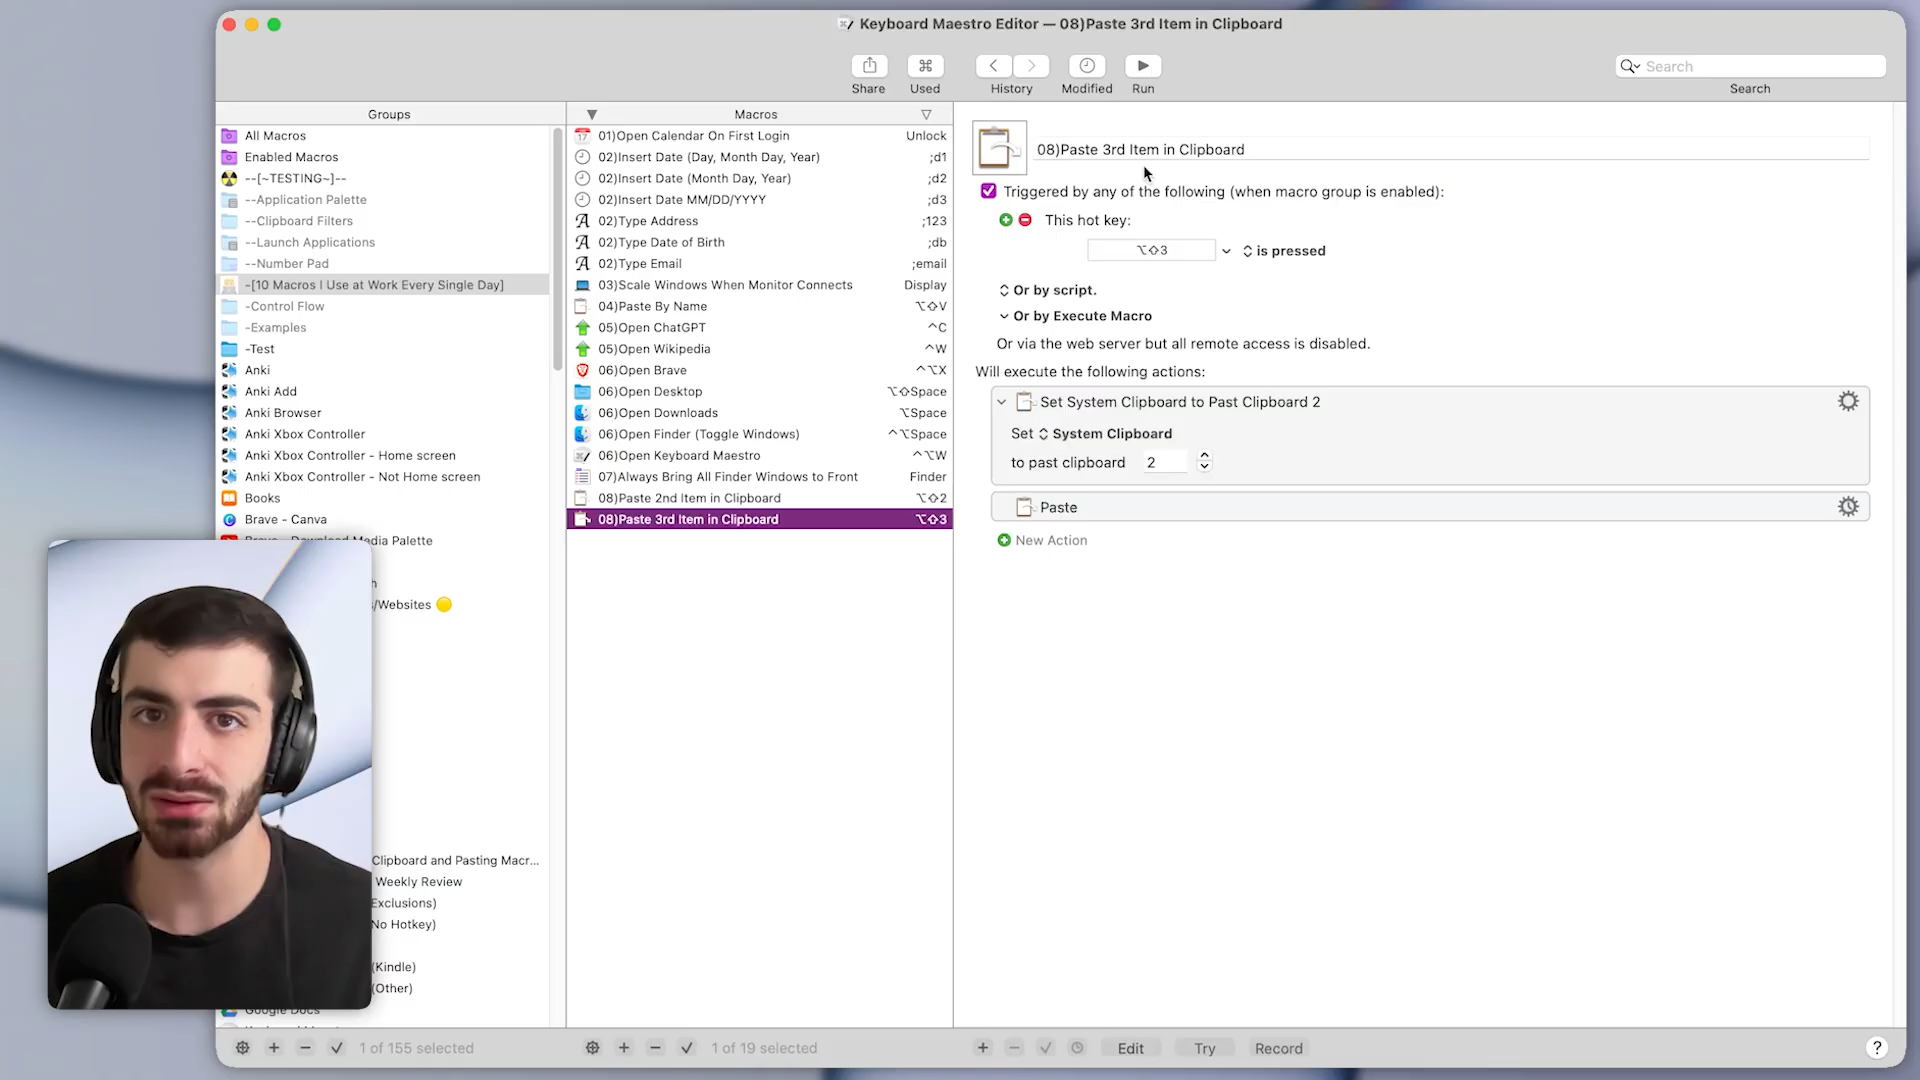 Keyboard Maestro Editor — 08)Paste 3rd Item in Clipboard
Share
Used
History
Modified
Run
Search
Search
Groups
All Macros
Enabled Macros
--[~TESTING~]--
--Application Palette
--Clipboard Filters
--Launch Applications
--Number Pad
-[10 Macros I Use at Work Every Single Day]
-Control Flow
-Examples
-Test
Anki
Anki Add
Anki Browser
Anki Xbox Controller
Anki Xbox Controller - Home screen
Anki Xbox Controller - Not Home screen
Books
Brave - Canva
Brave - Download Media Palette
/Websites
Clipboard and Pasting Macr...
Weekly Review
Exclusions)
No Hotkey)
(Kindle)
(Other)
Google Docs
1 of 155 selected
Macros
01)Open Calendar On First Login Unlock
02)Insert Date (Day, Month Day, Year) ;d1
02)Insert Date (Month Day, Year) ;d2
02)Insert Date MM/DD/YYYY ;d3
02)Type Address ;123
02)Type Date of Birth ;db
02)Type Email ;email
03)Scale Windows When Monitor Connects Display
04)Paste By Name ⌥⇧V
05)Open ChatGPT ^C
05)Open Wikipedia ^W
06)Open Brave ^⌥X
06)Open Desktop ⌥⇧Space
06)Open Downloads ⌥Space
06)Open Finder (Toggle Windows) ^⌥Space
06)Open Keyboard Maestro ^⌥W
07)Always Bring All Finder Windows to Front Finder
08)Paste 2nd Item in Clipboard ⌥⇧2
08)Paste 3rd Item in Clipboard ⌥⇧3
1 of 19 selected
08)Paste 3rd Item in Clipboard
Triggered by any of the following (when macro group is enabled):
This hot key:
⌥⇧3 is pressed
Or by script.
Or by Execute Macro
Or via the web server but all remote access is disabled.
Will execute the following actions:
Set System Clipboard to Past Clipboard 2
Set System Clipboard
to past clipboard 2
Paste
New Action
Edit
Try
Record
?